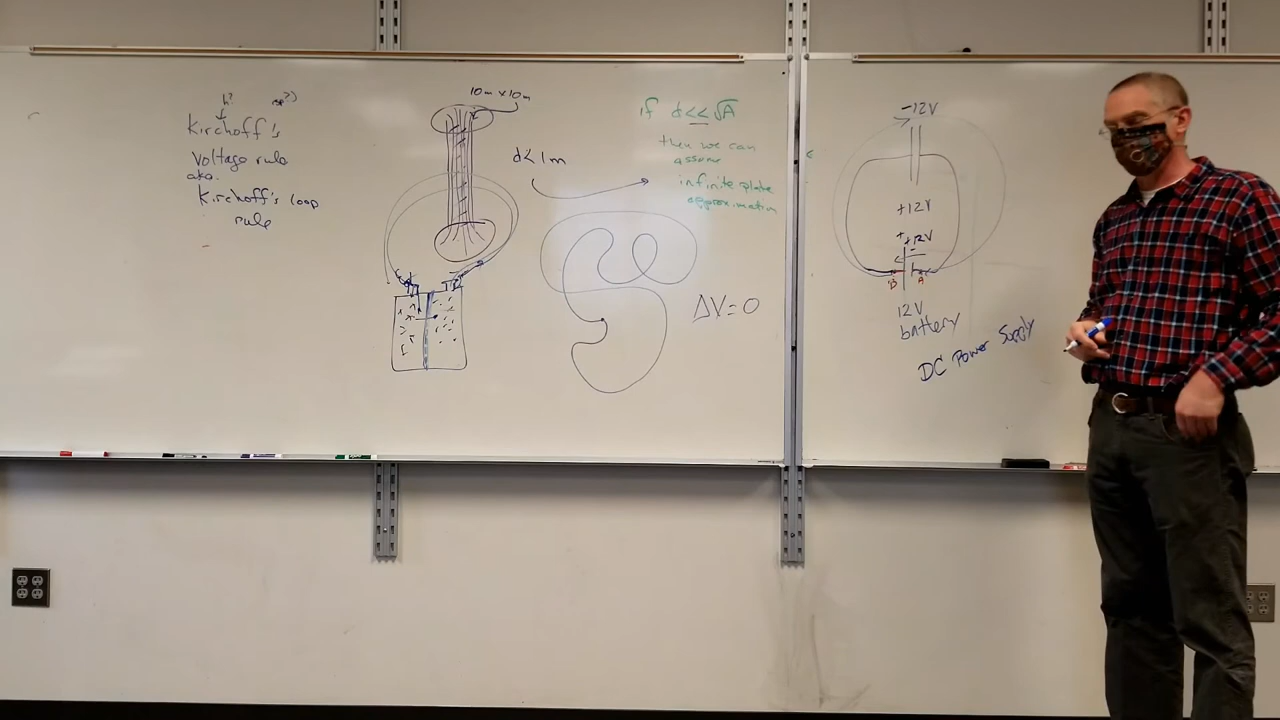 h?
Kirchoff's
Voltage rule
aka.
Kirchoff's loop
rule
10m x 10m
d < 1m
if d << √A
then we can
assume
infinite plate
approximation
ΔV=0
-12V
+12V
+
+12V
-
B A
12V
battery
DC Power Supply